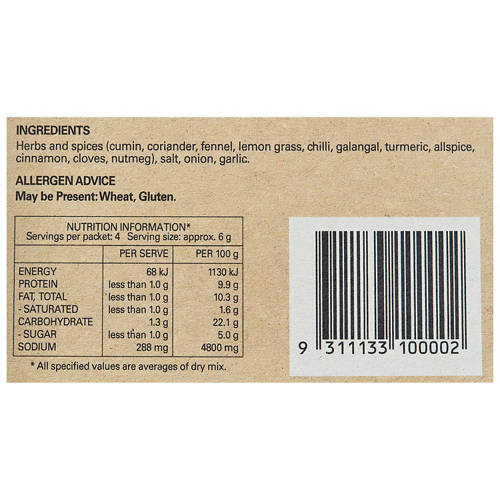 INGREDIENTS
Herbs and spices (cumin, coriander, fennel, lemon grass, chilli, galangal, turmeric, allspice,
cinnamon, cloves, nutmeg), salt, onion, garlic.
ALLERGEN ADVICE
May be Present: Wheat, Gluten.
NUTRITION INFORMATION*
Servings per packet: 4 Serving size: approx. 6 g
PER SERVE PER 100 g
ENERGY 68 kJ 1130 kJ
PROTEIN less than 1.0 g 9.9 g
FAT, TOTAL less than 1.0 g 10.3 g
- SATURATED less than 1.0 g 1.6 g
CARBOHYDRATE 1.3 g 22.1 g
- SUGAR less than 1.0 g 5.0 g
SODIUM 288 mg 4800 mg
* All specified values are averages of dry mix.
9 311133 100002